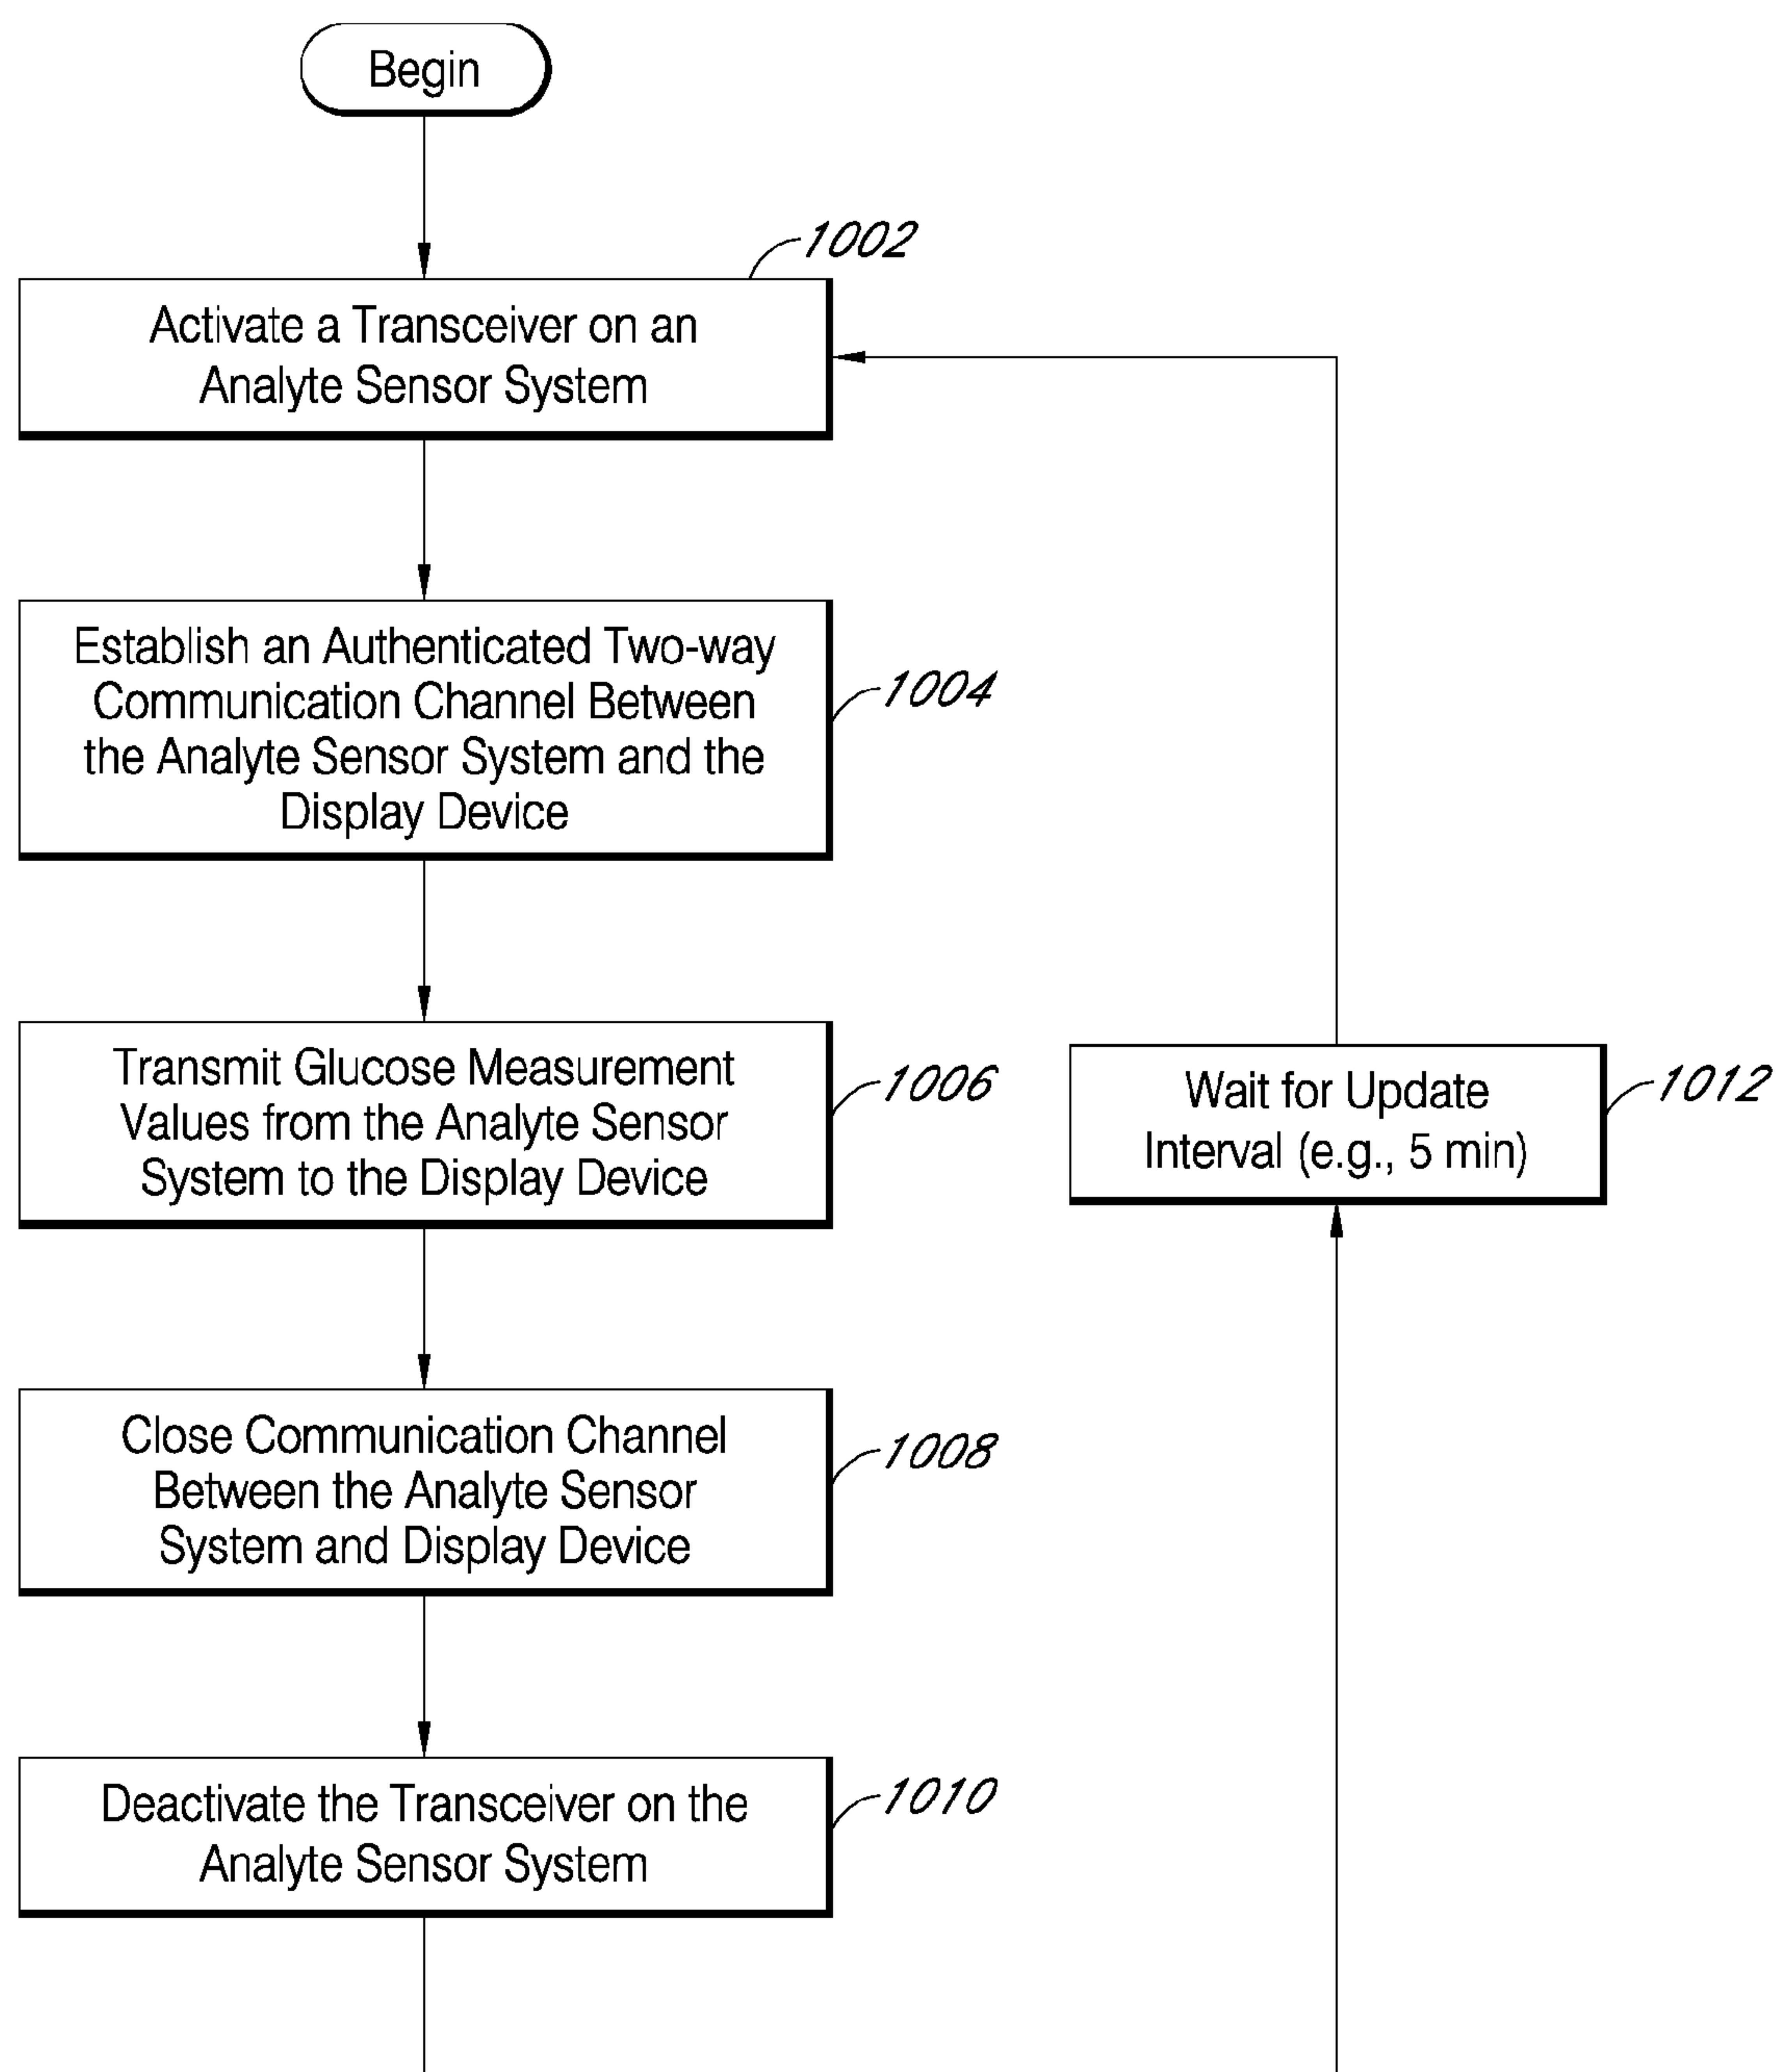 Begin
1002
Activate a Transceiver on an
Analyte Sensor System
Establish an Authenticated Two-way
Communication Channel Between
the Analyte Sensor System and the
Display Device
1004
Transmit Glucose Measurement
Values from the Analyte Sensor
System to the Display Device
1006
Wait for Update
Interval (e.g., 5 min)
1012
Close Communication Channel
Between the Analyte Sensor
System and Display Device
1008
Deactivate the Transceiver on the
Analyte Sensor System
1010